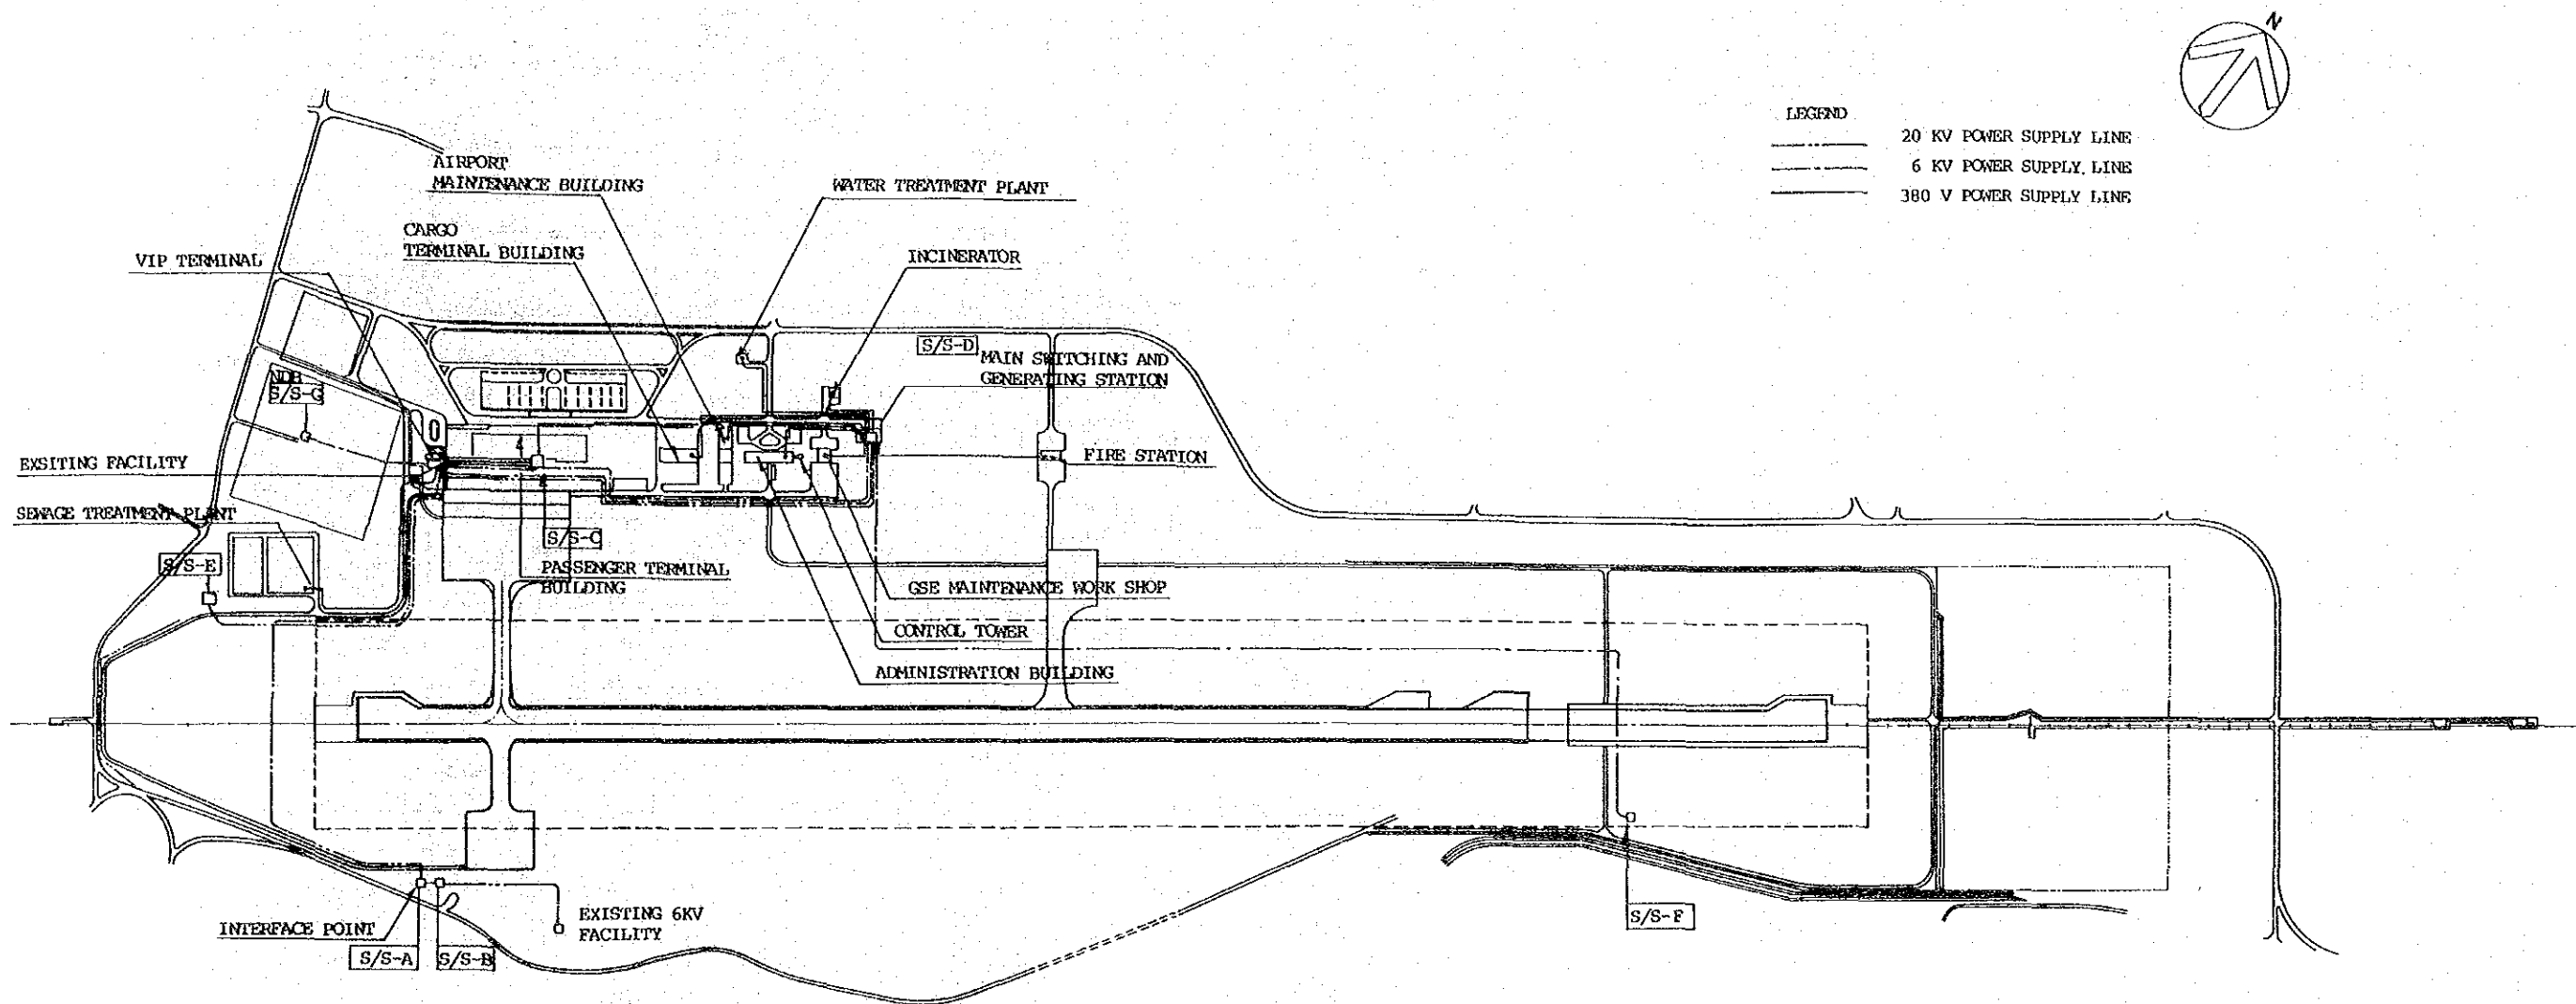 N
LEGEND
20 KV POWER SUPPLY LINE
6 KV POWER SUPPLY LINE
380 V POWER SUPPLY LINE
AIRPORT
MAINTENANCE BUILDING
WATER TREATMENT PLANT
CARGO
TERMINAL BUILDING
VIP TERMINAL
INCINERATOR
S/S-D
MAIN SWITCHING AND
GENERATING STATION
NDB
S/S-G
EXSITING FACILITY
FIRE STATION
SEWAGE TREATMENT PLANT
S/S-C
S/S-E
PASSENGER TERMINAL
BUILDING
GSE MAINTENANCE WORK SHOP
CONTROL TOWER
ADMINISTRATION BUILDING
INTERFACE POINT
EXISTING 6KV
FACILITY
S/S-A
S/S-B
S/S-F